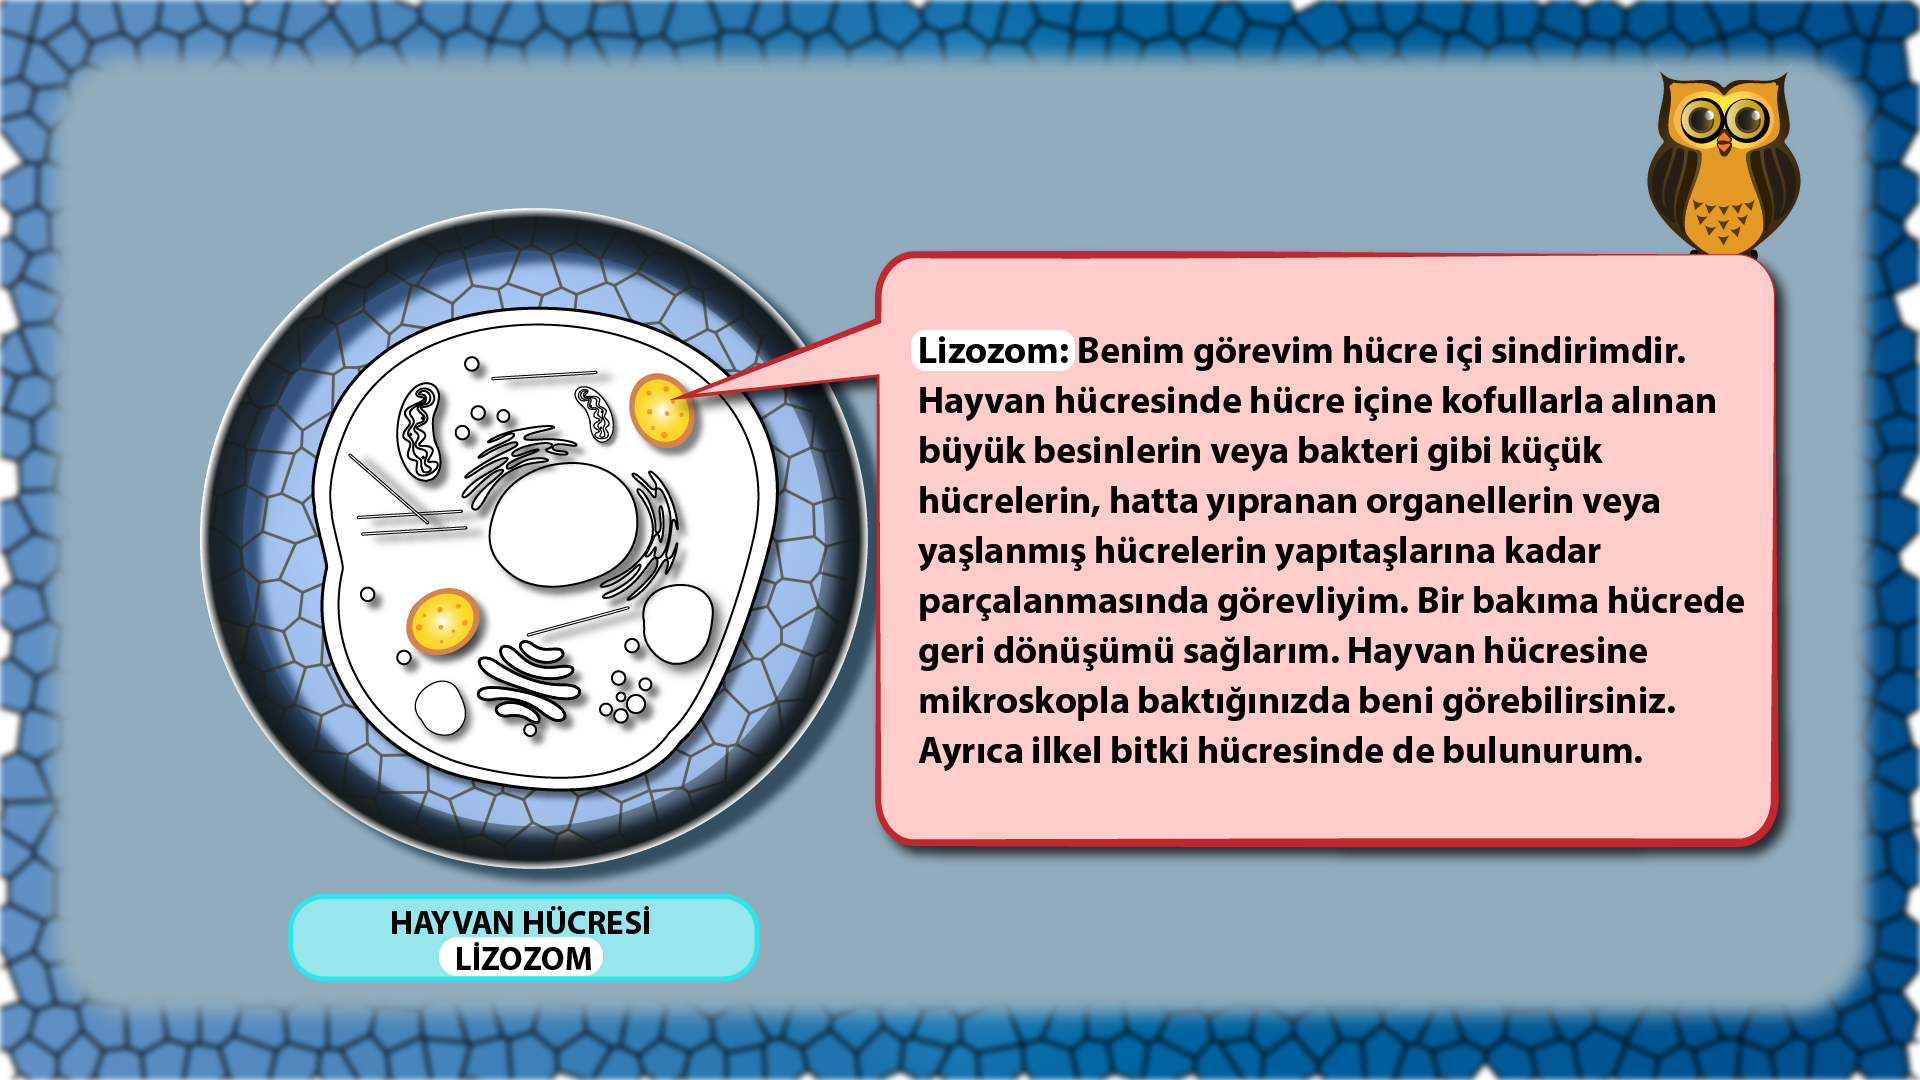 Lizozom: Benim görevim hücre içi sindirimdir.
Hayvan hücresinde hücre içine kofullarla alınan
büyük besinlerin veya bakteri gibi küçük
hücrelerin, hatta yıpranan organellerin veya
yaşlanmış hücrelerin yapıtaşlarına kadar
parçalanmasında görevliyim. Bir bakıma hücrede
geri dönüşümü sağlarım. Hayvan hücresine
mikroskopla baktığınızda beni görebilirsiniz.
Ayrıca ilkel bitki hücresinde de bulunurum.
HAYVAN HÜCRESİ
LİZOZOM